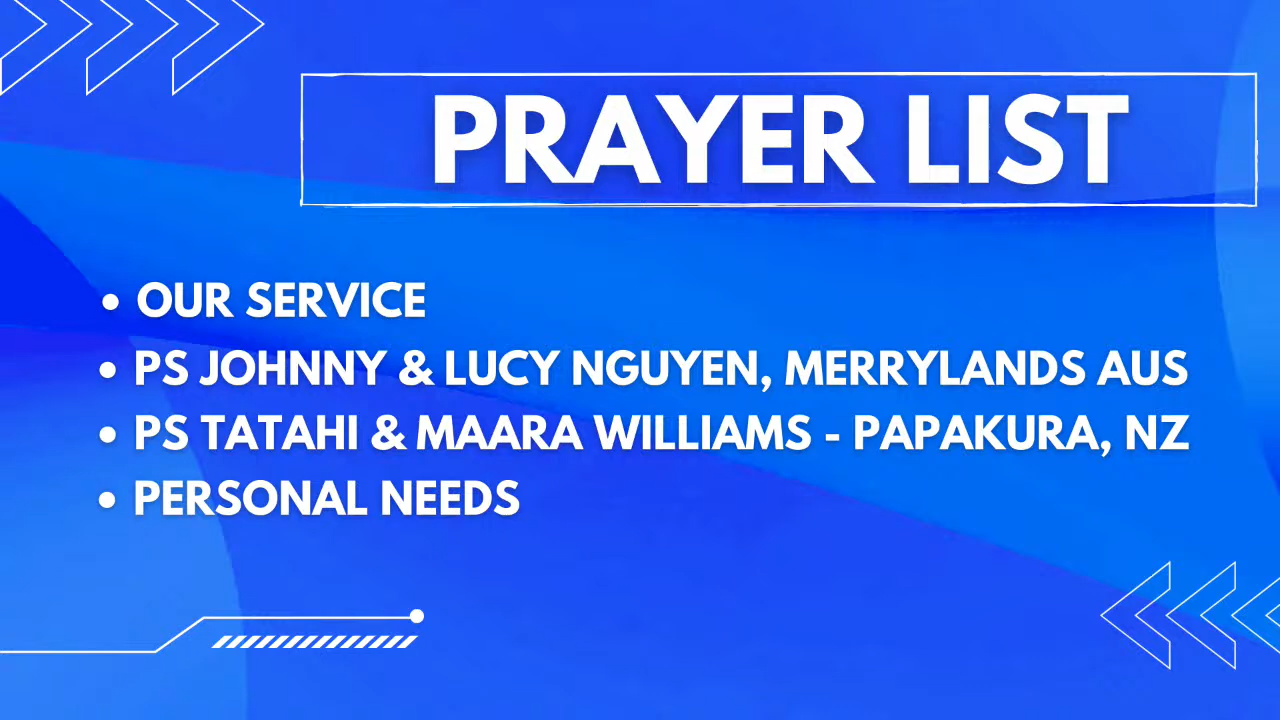 PRAYER LIST
• OUR SERVICE
• PS JOHNNY & LUCY NGUYEN, MERRYLANDS AUS
• PS TATAHI & MAARA WILLIAMS - PAPAKURA, NZ
• PERSONAL NEEDS